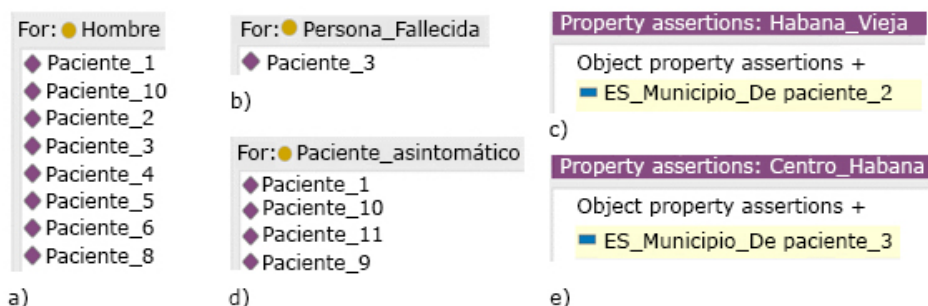 For: Hombre
Paciente_1
Paciente_10
Paciente_2
Paciente_3
Paciente_4
Paciente_5
Paciente_6
Paciente_8
a)
For: Persona_Fallecida
Paciente_3
b)
Property assertions: Habana_Vieja
Object property assertions +
ES_Municipio_De paciente_2
c)
For: Paciente_asintomático
Paciente_1
Paciente_10
Paciente_11
Paciente_9
d)
Property assertions: Centro_Habana
Object property assertions +
ES_Municipio_De paciente_3
e)